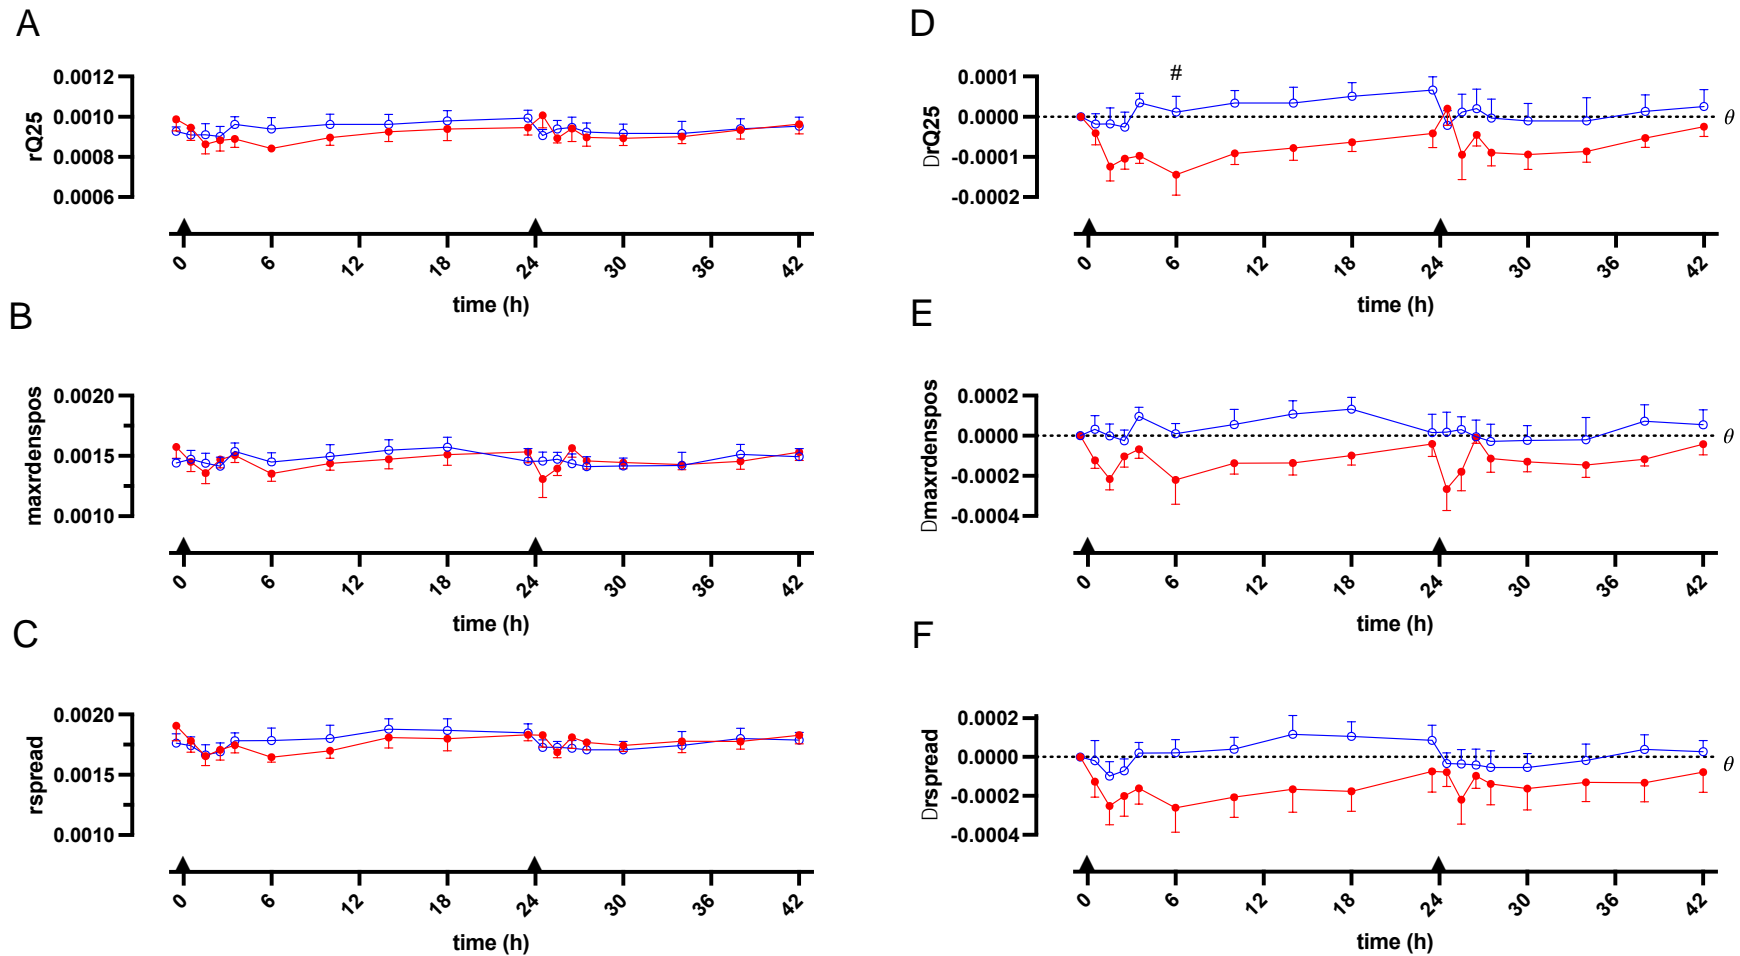 A
rQ25
0.0012
0.0010
0.0008
0.0006
0 6 12 18 24 30 36 42
time (h)
B
maxrdenspos
0.0020
0.0015
0.0010
0 6 12 18 24 30 36 42
time (h)
C
rspread
0.0020
0.0015
0.0010
0 6 12 18 24 30 36 42
time (h)
D
DrQ25
0.0001
0.0000
-0.0001
-0.0002
#
θ
0 6 12 18 24 30 36 42
time (h)
E
Dmaxrdenspos
0.0002
0.0000
-0.0002
-0.0004
θ
0 6 12 18 24 30 36 42
time (h)
F
Drspread
0.0002
0.0000
-0.0002
-0.0004
θ
0 6 12 18 24 30 36 42
time (h)